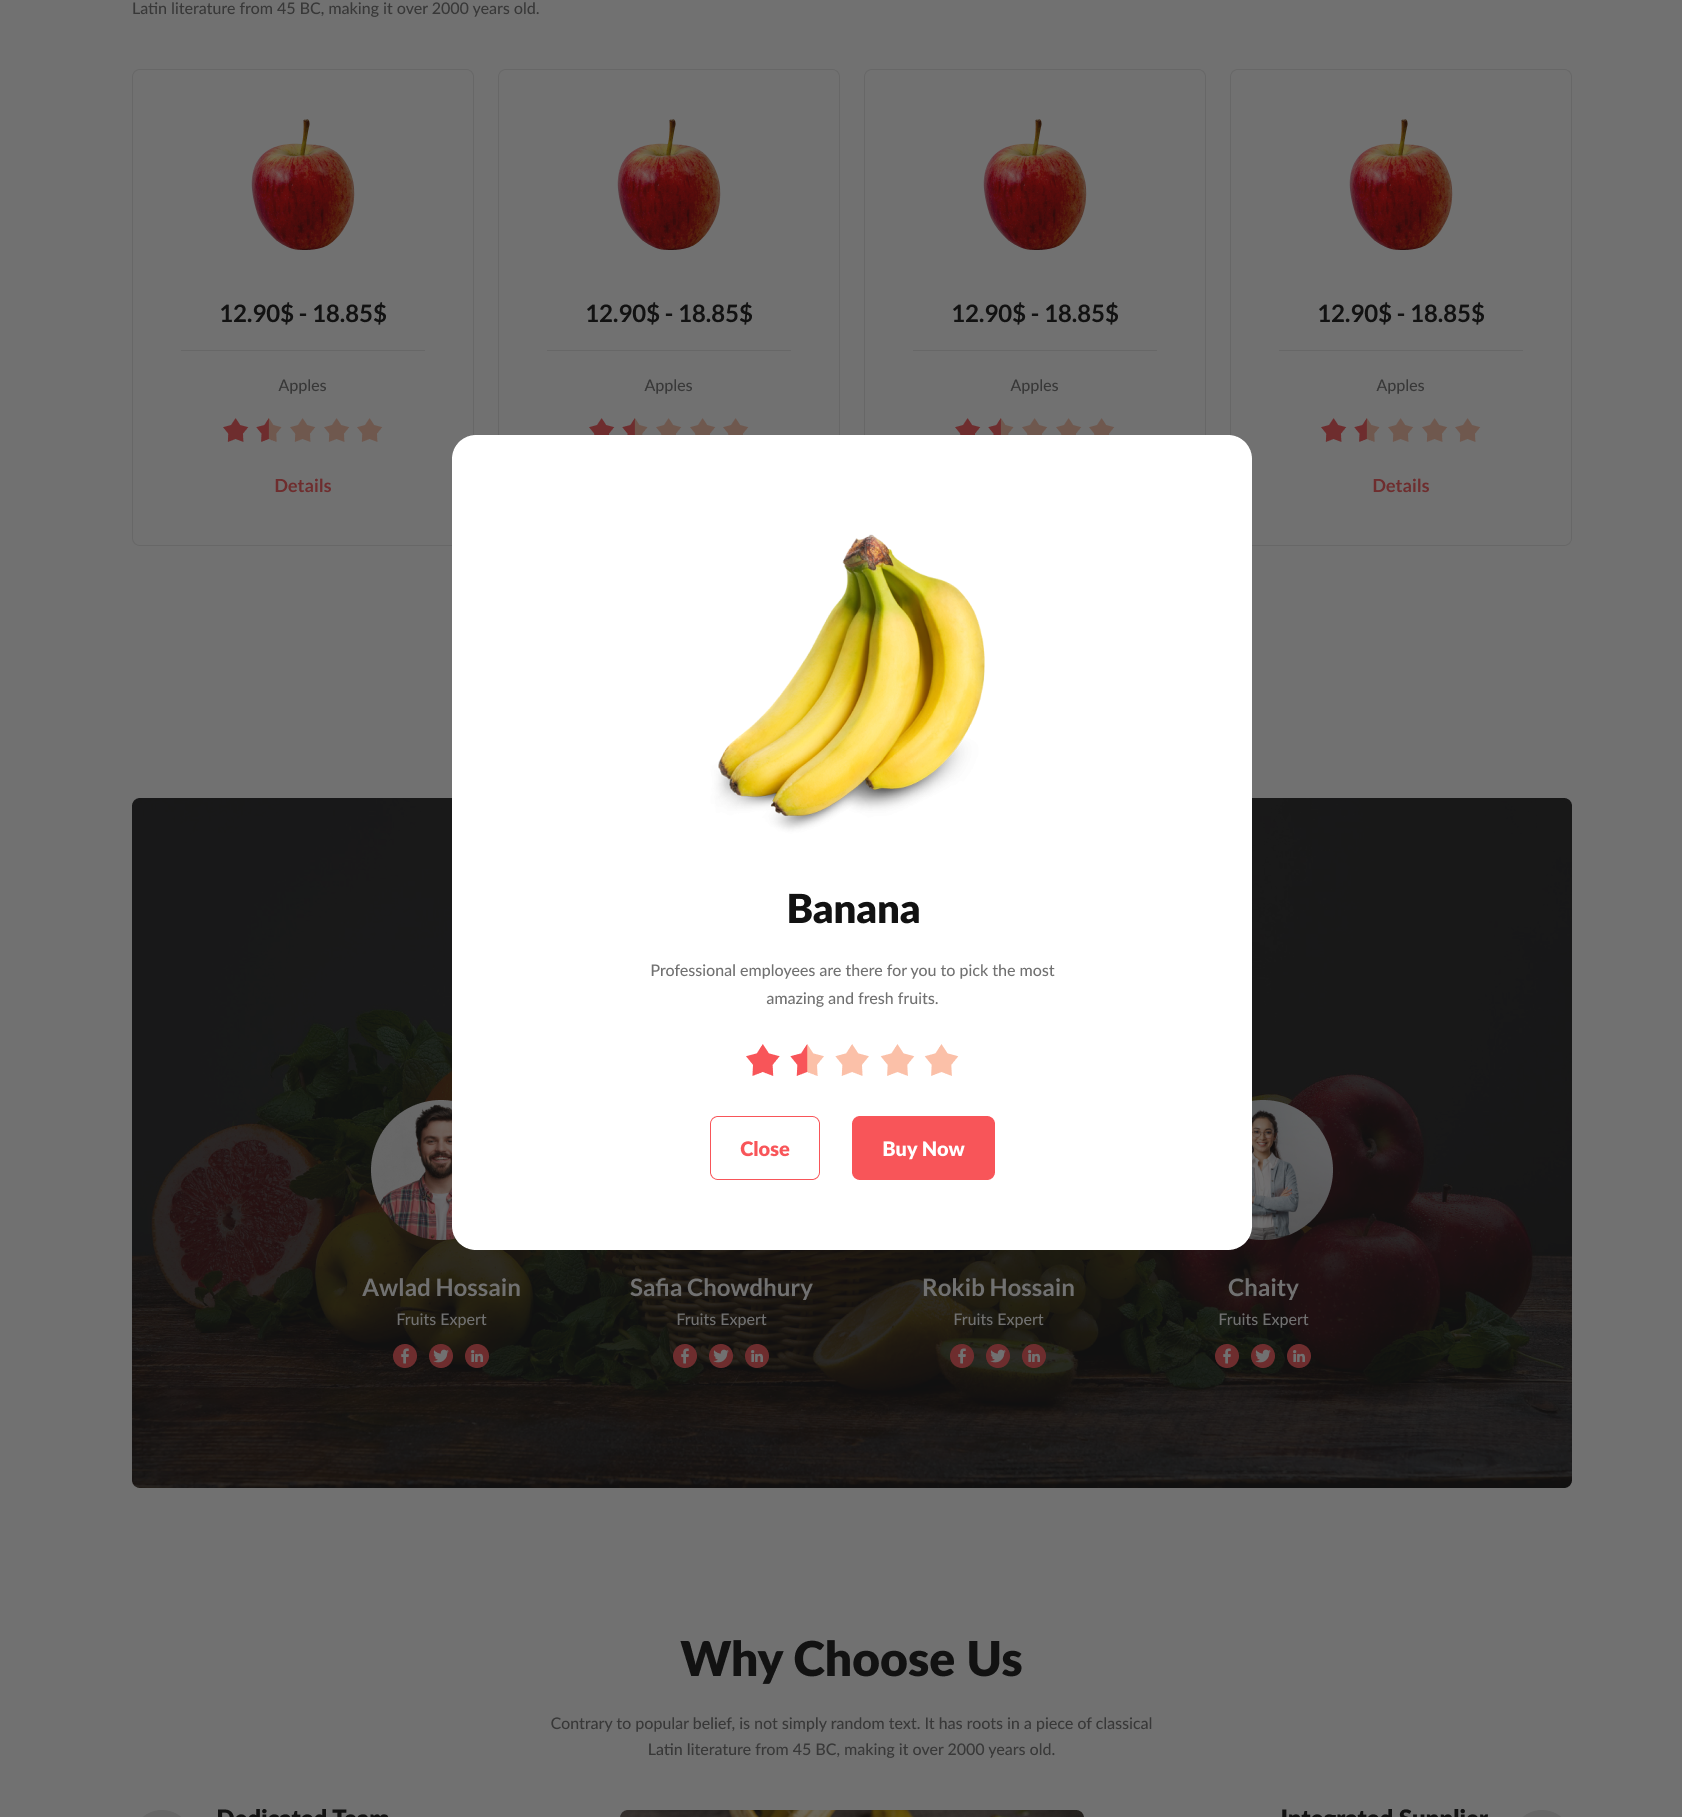 Latin literature from 45 BC, making it over 2000 years old.
12.90$ - 18.85$
12.90$ - 18.85$
12.90$ - 18.85$
12.90$ - 18.85$
Apples
Apples
Apples
Apples
Details
Details
Banana
Professional employees are there for you to pick the most
amazing and fresh fruits.
Close
Buy Now
Awlad Hossain
Safia Chowdhury
Rokib Hossain
Chaity
Fruits Expert
Fruits Expert
Fruits Expert
Fruits Expert
Why Choose Us
Contrary to popular belief, is not simply random text. It has roots in a piece of classical
Latin literature from 45 BC, making it over 2000 years old.
Dedicated Team
Integrated Supplier